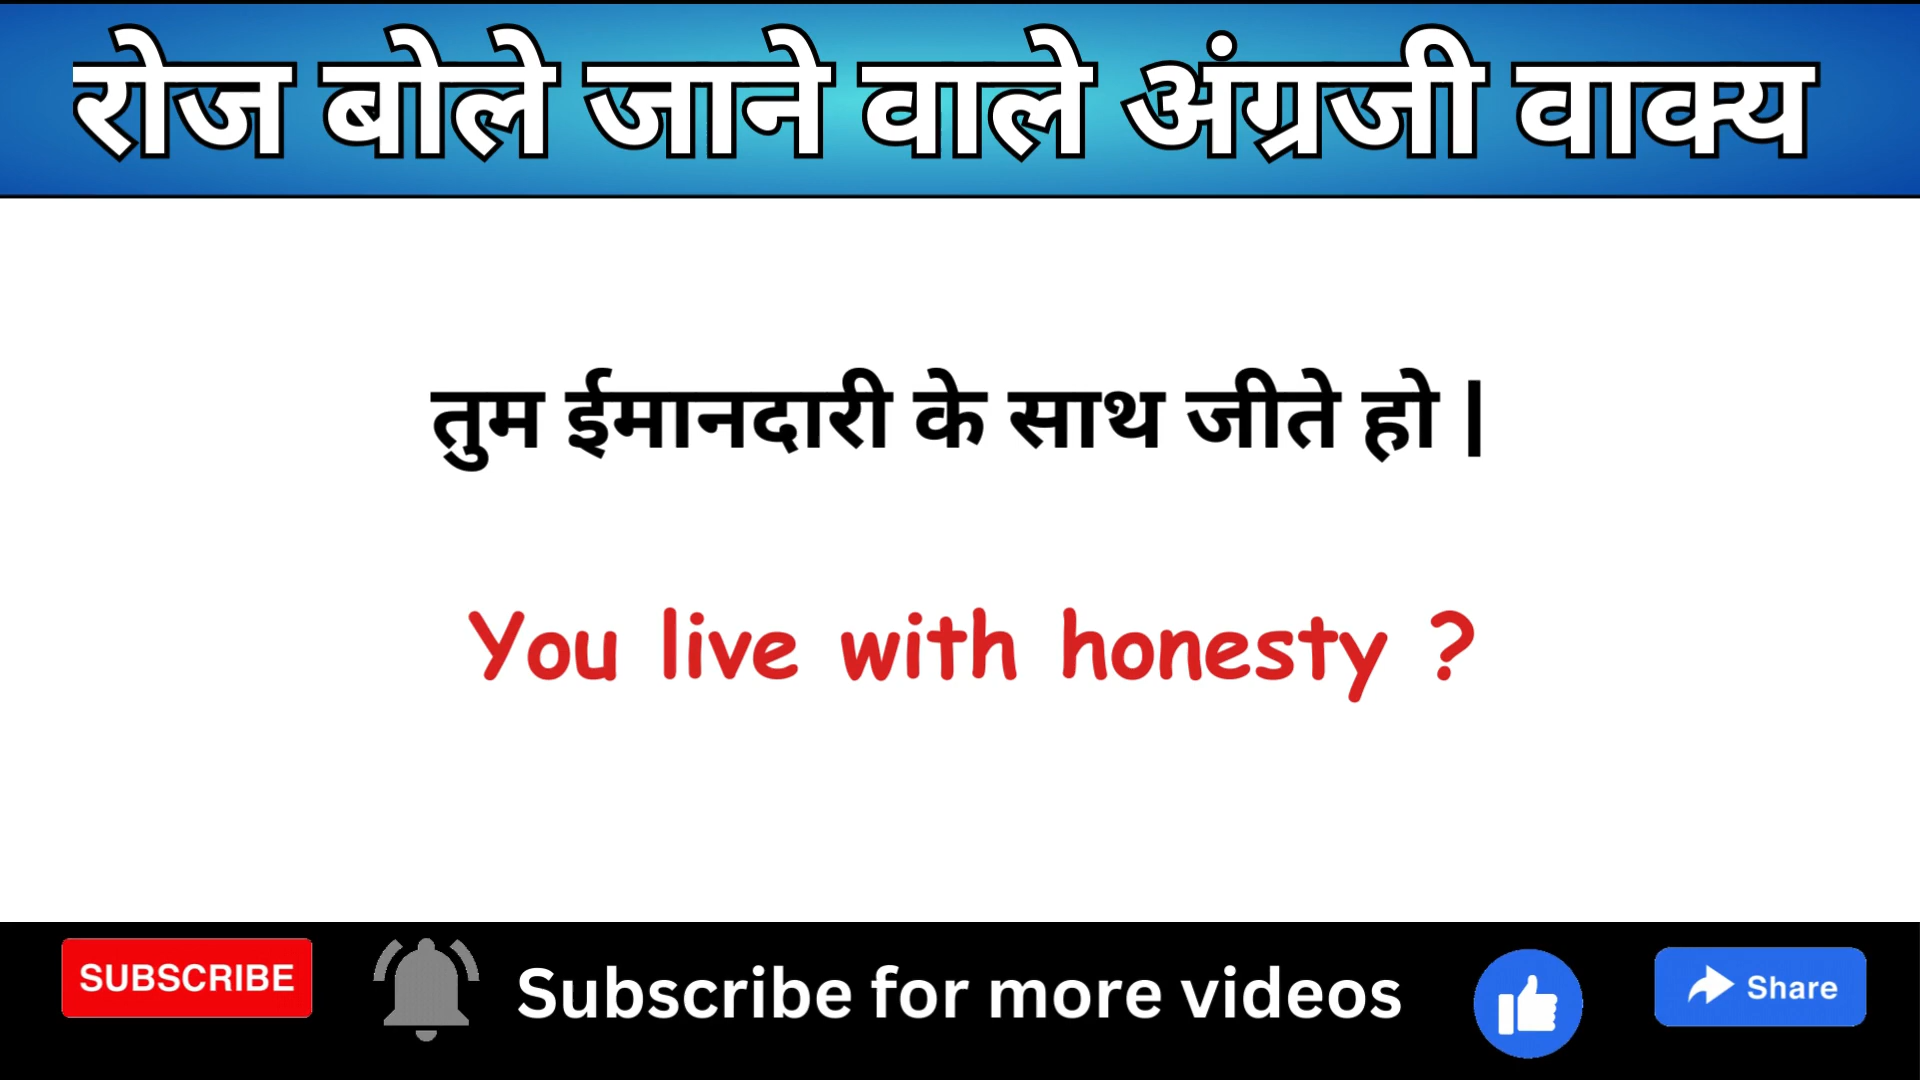 रोज बोले जाने वाले अंग्रजी वाक्य
तुम ईमानदारी के साथ जीते हो |
You live with honesty ?
SUBSCRIBE
Subscribe for more videos
Share